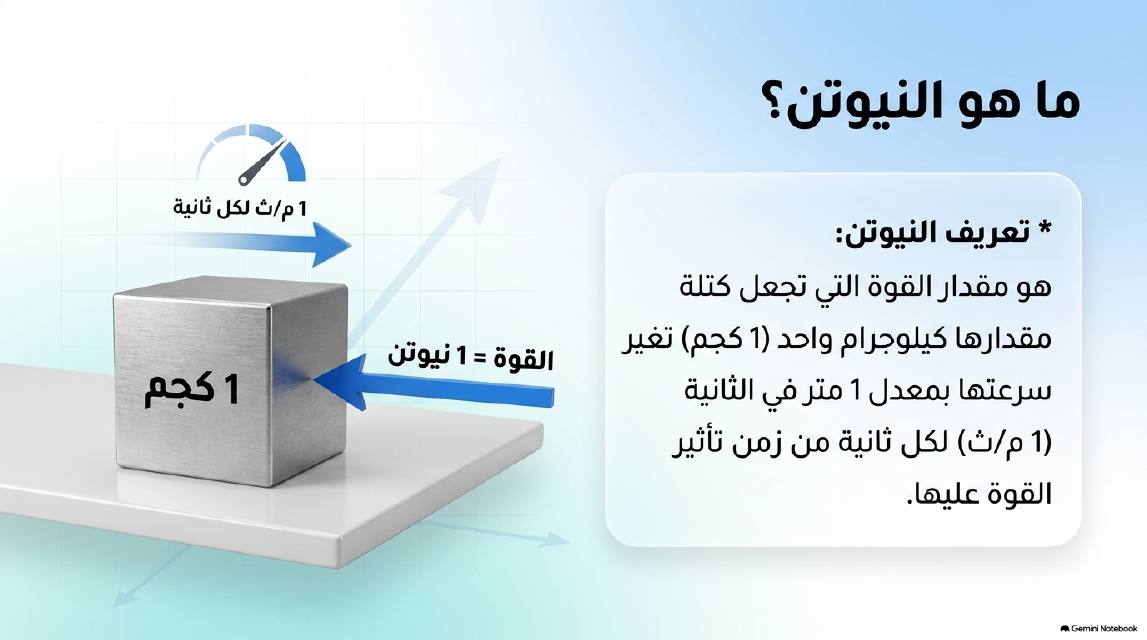 ما هو النيوتن؟
* تعريف النيوتن:
هو مقدار القوة التي تجعل كتلة
مقدارها كيلوجرام واحد (1 كجم) تغير
سرعتها بمعدل 1 متر في الثانية
(1 م/ث) لكل ثانية من زمن تأثير
القوة عليها.
1 م/ث لكل ثانية
القوة = 1 نيوتن
1 كجم
Gemini Notebook